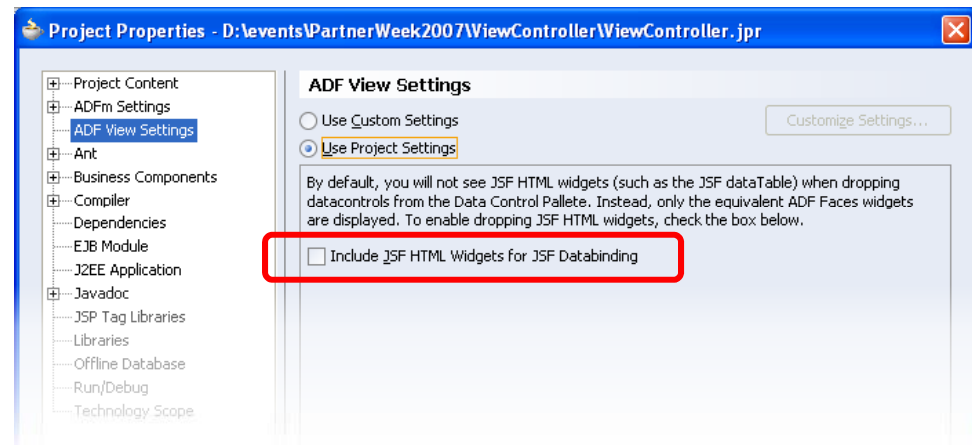 Project Properties - D:\events\PartnerWeek2007\ViewController\ViewController.jpr
Project Content
ADFm Settings
ADF View Settings
Ant
Business Components
Compiler
Dependencies
EJB Module
J2EE Application
Javadoc
JSP Tag Libraries
Libraries
Offline Database
Run/Debug
Technology Scope
ADF View Settings
Use Custom Settings
Customize Settings...
Use Project Settings
By default, you will not see JSF HTML widgets (such as the JSF dataTable) when dropping
datacontrols from the Data Control Pallete. Instead, only the equivalent ADF Faces widgets
are displayed. To enable dropping JSF HTML widgets, check the box below.
Include JSF HTML Widgets for JSF Databinding